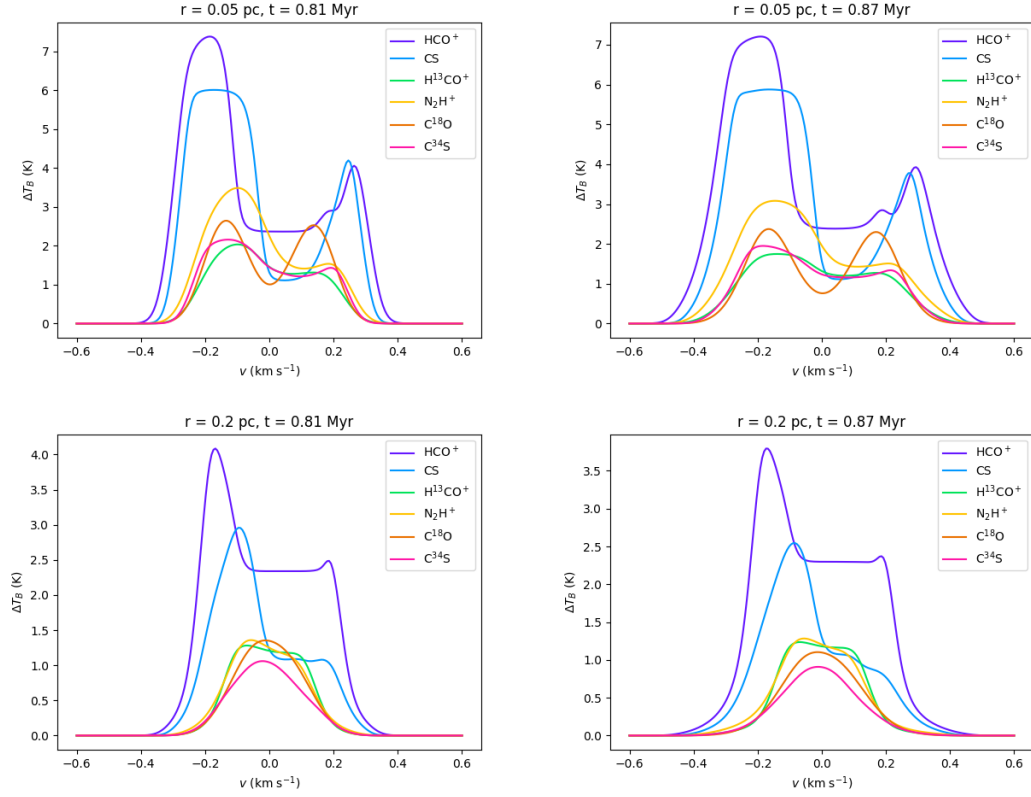 r = 0.05 pc, t = 0.81 Myr
ΔT_B (K)
7
6
5
4
3
2
1
0
HCO⁺
CS
H¹³CO⁺
N₂H⁺
C¹⁸O
C³⁴S
−0.6 −0.4 −0.2 0.0 0.2 0.4 0.6
v (km s⁻¹)
r = 0.05 pc, t = 0.87 Myr
ΔT_B (K)
7
6
5
4
3
2
1
0
HCO⁺
CS
H¹³CO⁺
N₂H⁺
C¹⁸O
C³⁴S
−0.6 −0.4 −0.2 0.0 0.2 0.4 0.6
v (km s⁻¹)
r = 0.2 pc, t = 0.81 Myr
ΔT_B (K)
4.0
3.5
3.0
2.5
2.0
1.5
1.0
0.5
0.0
HCO⁺
CS
H¹³CO⁺
N₂H⁺
C¹⁸O
C³⁴S
−0.6 −0.4 −0.2 0.0 0.2 0.4 0.6
v (km s⁻¹)
r = 0.2 pc, t = 0.87 Myr
ΔT_B (K)
3.5
3.0
2.5
2.0
1.5
1.0
0.5
0.0
HCO⁺
CS
H¹³CO⁺
N₂H⁺
C¹⁸O
C³⁴S
−0.6 −0.4 −0.2 0.0 0.2 0.4 0.6
v (km s⁻¹)